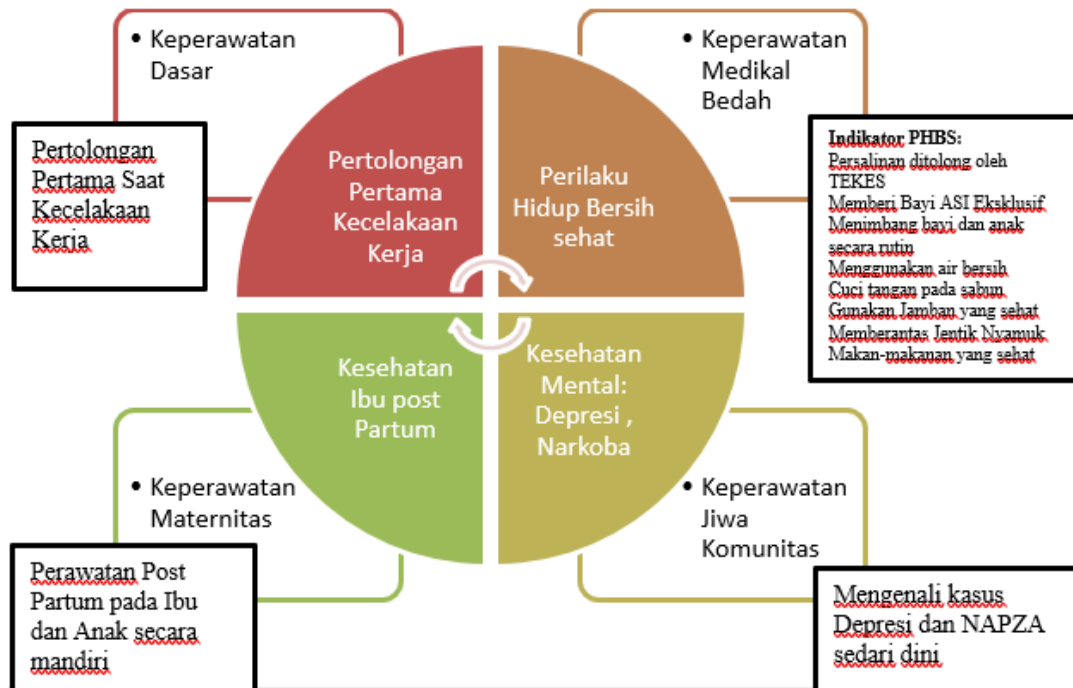 • Keperawatan
Dasar
Pertolongan
Pertama Saat
Kecelakaan
Kerja
Pertolongan
Pertama
Kecelakaan
Kerja
Perilaku
Hidup Bersih
sehat
• Keperawatan
Medikal
Bedah
Indikator PHBS:
Persalinan ditolong oleh
TEKES
Memberi Bayi ASI Eksklusif
Menimbang bayi dan anak
secara rutin
Menggunakan air bersih
Cuci tangan pada sabun
Gunakan Jamban yang sehat
Memberantas Jentik Nyamuk
Makan-makanan yang sehat
Kesehatan
Ibu post
Partum
Kesehatan
Mental:
Depresi ,
Narkoba
• Keperawatan
Maternitas
Perawatan Post
Partum pada Ibu
dan Anak secara
mandiri
• Keperawatan
Jiwa
Komunitas
Mengenali kasus
Depresi dan NAPZA
sedari dini